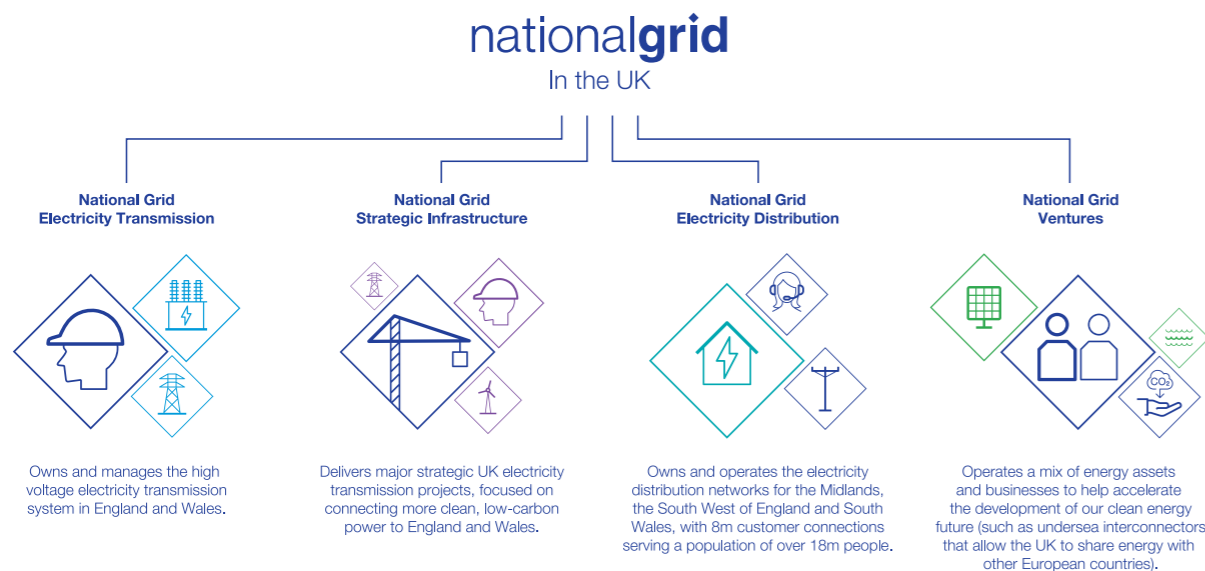 nationalgrid
In the UK
National Grid
Electricity Transmission
National Grid
Strategic Infrastructure
National Grid
Electricity Distribution
National Grid
Ventures
CO₂
Owns and manages the high
voltage electricity transmission
system in England and Wales.
Delivers major strategic UK electricity
transmission projects, focused on
connecting more clean, low-carbon
power to England and Wales.
Owns and operates the electricity
distribution networks for the Midlands,
the South West of England and South
Wales, with 8m customer connections
serving a population of over 18m people.
Operates a mix of energy assets
and businesses to help accelerate
the development of our clean energy
future (such as undersea interconnectors
that allow the UK to share energy with
other European countries).